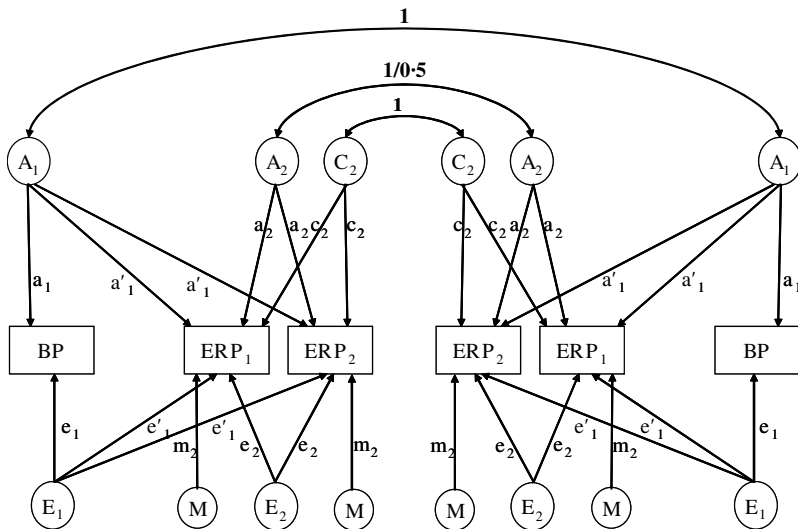 1
1/0·5
1
A₁ A₂ C₂ C₂ A₂ A₁
a₂ a₂ c₂ c₂ c₂ c₂ a₂ a₂
a₁ a′₁ a′₁ a′₁ a′₁ a₁
BP ERP₁ ERP₂ ERP₂ ERP₁ BP
e₁ e′₁ e′₁ e′₁ e′₁ e₁
m₂ e₂ e₂ m₂ m₂ e₂ e₂ m₂
E₁ M E₂ M M E₂ M E₁